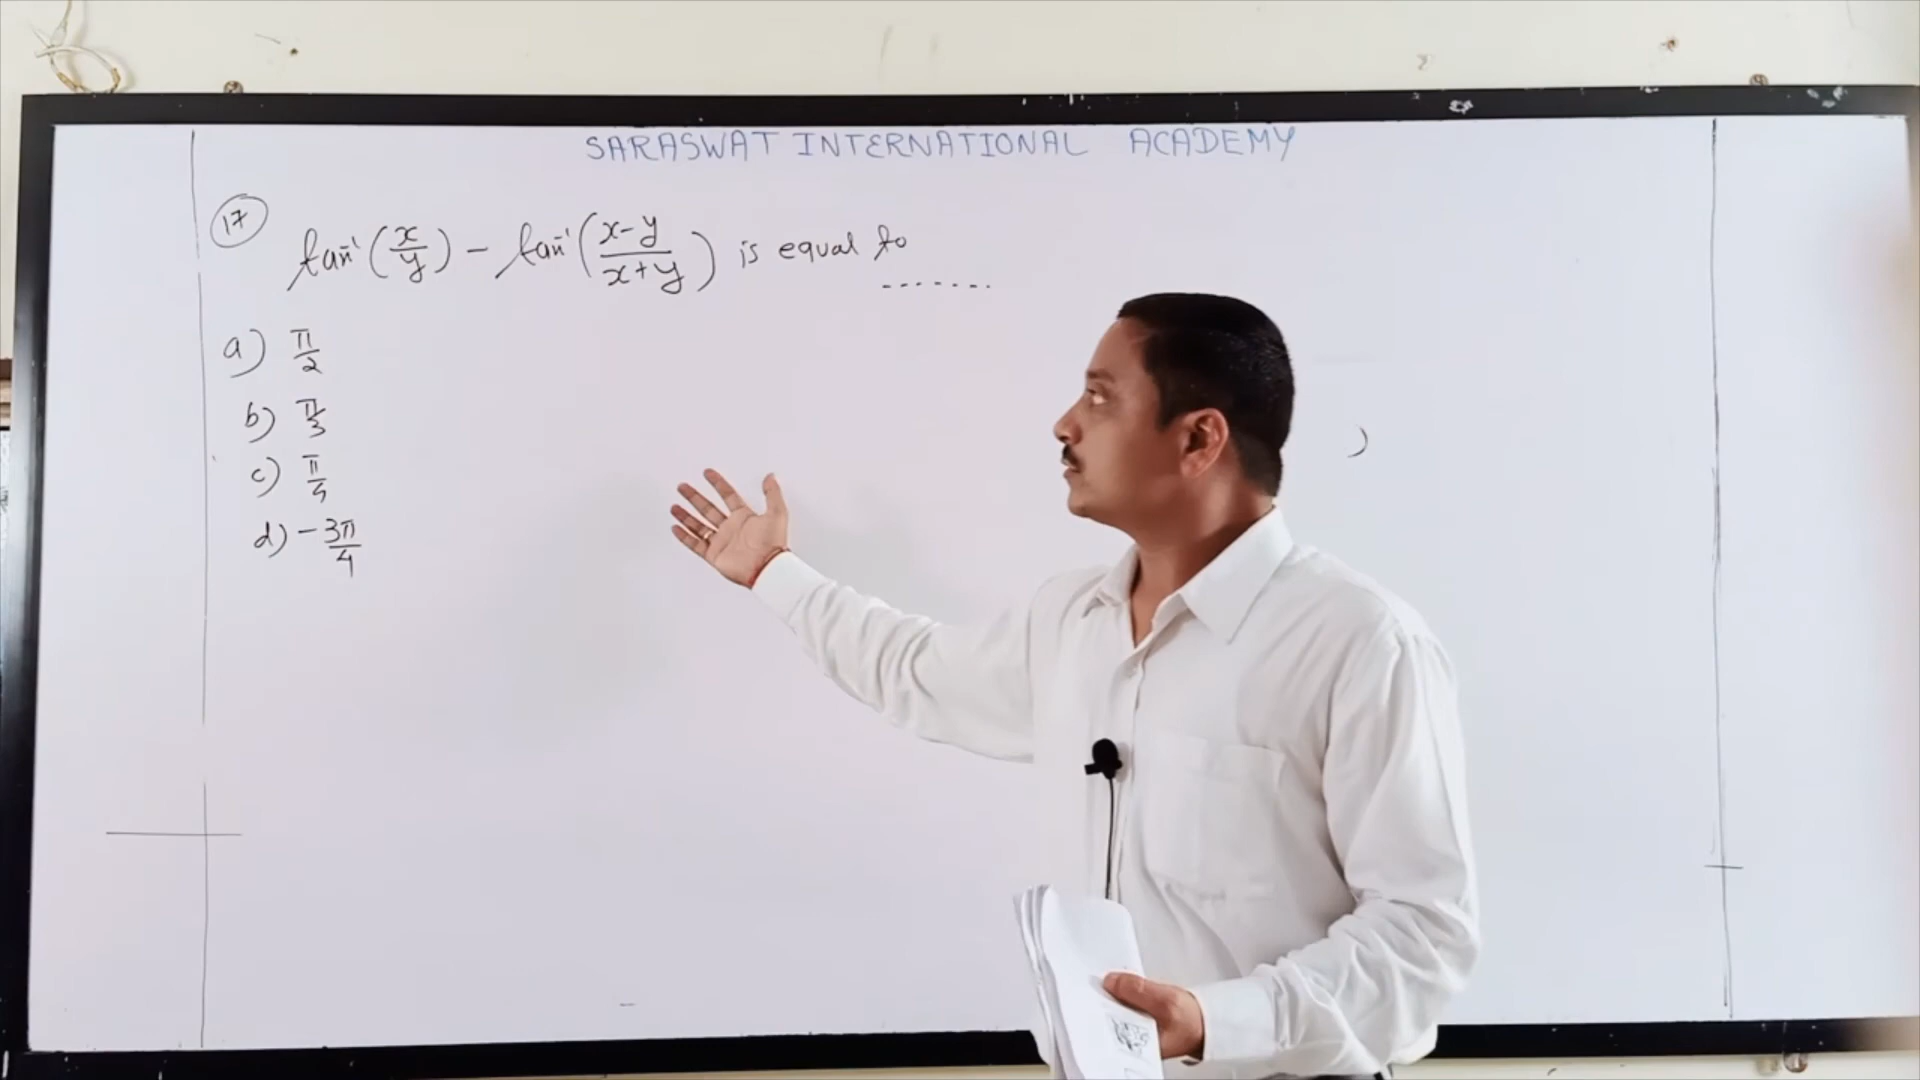 SARASWAT INTERNATIONAL ACADEMY
17
tan⁻¹(x/y) - tan⁻¹(x-y/x+y) is equal to
.......
a) π/2
b) π/3
c) π/4
d) -3π/4